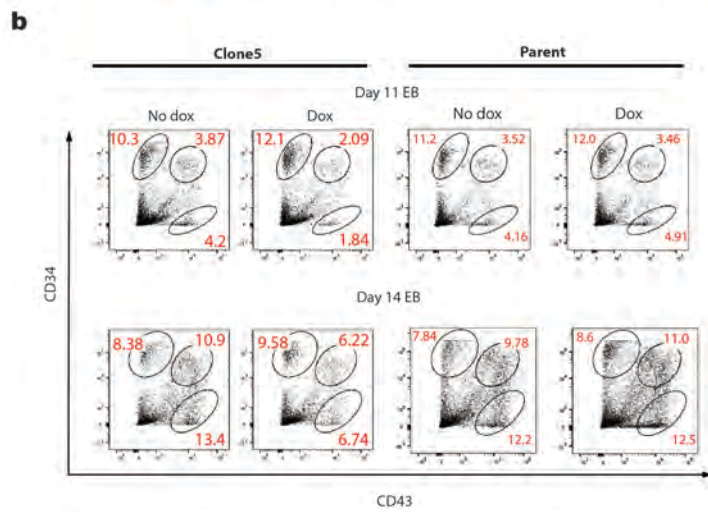 b
Clone5 Parent
Day 11 EB
No dox Dox No dox Dox
10.3 3.87 12.1 2.09 11.2 3.52 12.0 3.46
4.2 1.84 4.16 4.91
CD34
Day 14 EB
8.38 10.9 9.58 6.22 7.84 9.78 8.6 11.0
13.4 6.74 12.2 12.5
CD43